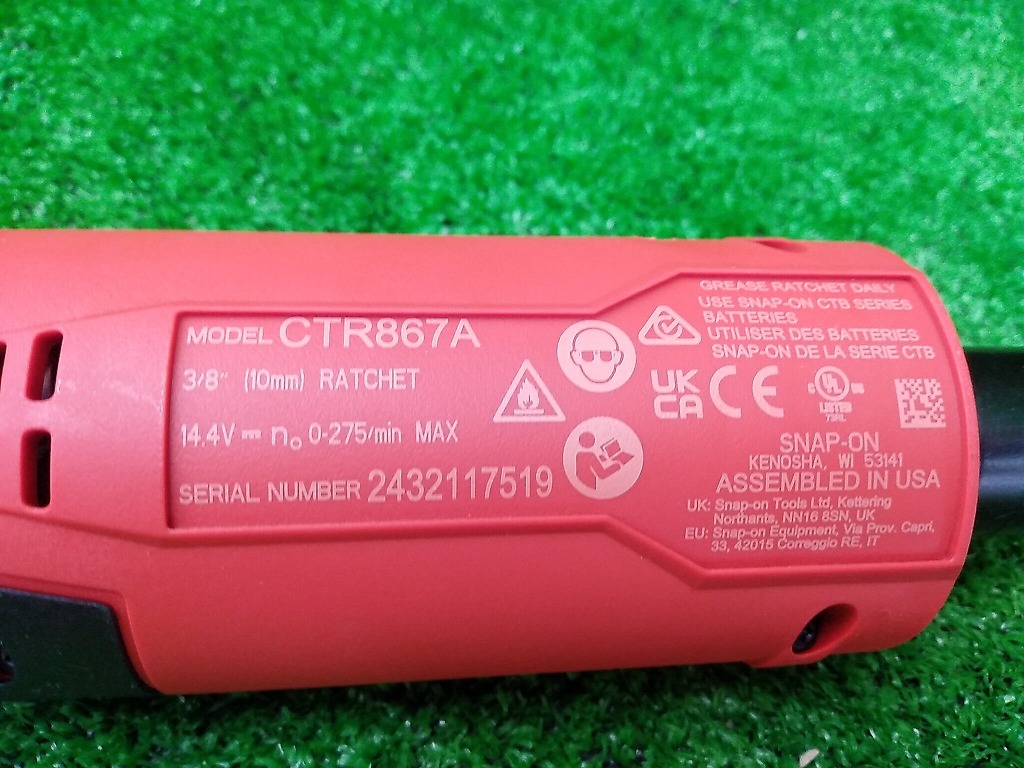 MODEL CTR867A
3/8" (10mm) RATCHET
14.4V ⎓ n₀ 0-275/min MAX
SERIAL NUMBER 2432117519
GREASE RATCHET DAILY
USE SNAP-ON CTB SERIES
BATTERIES
UTILISER DES BATTERIES
SNAP-ON DE LA SERIE CTB
UK
CA
CE
UL
LISTED
SNAP-ON
KENOSHA, WI 53141
ASSEMBLED IN USA
UK: Snap-on Tools Ltd, Kettering
Northants, NN16 8SN, UK
EU: Snap-on Equipment, Via Prov. Capri,
33, 42015 Correggio RE, IT